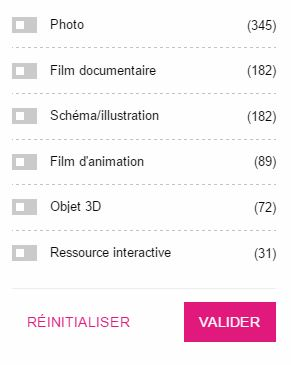 Photo (345)
Film documentaire (182)
Schéma/illustration (182)
Film d'animation (89)
Objet 3D (72)
Ressource interactive (31)
RÉINITIALISER VALIDER